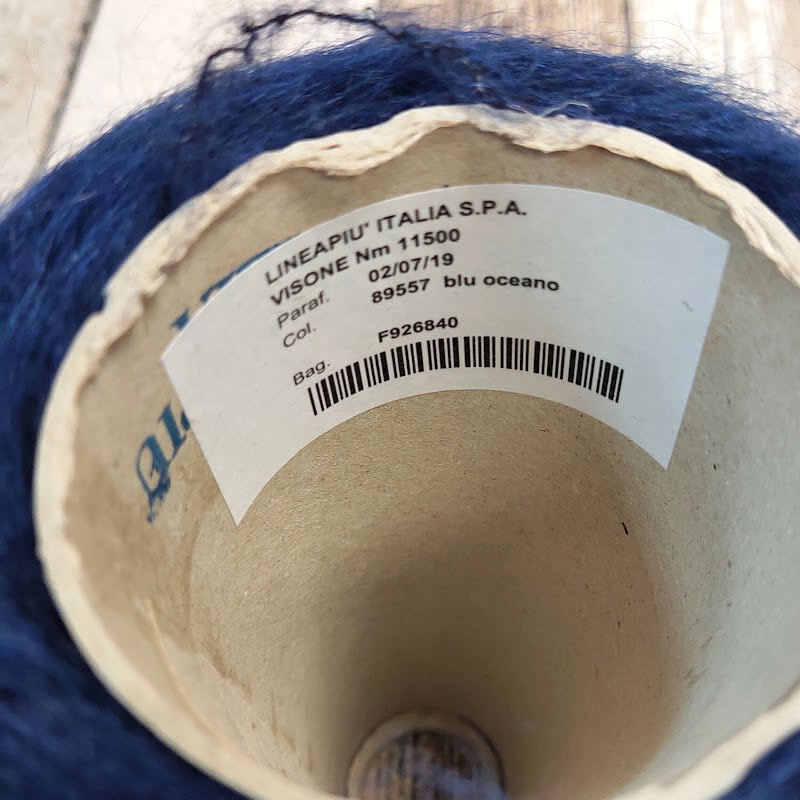 LINEAPIU' ITALIA S.P.A.
VISONE Nm 11500
Paraf. 02/07/19
Col. 89557 blu oceano
Bag. F926840